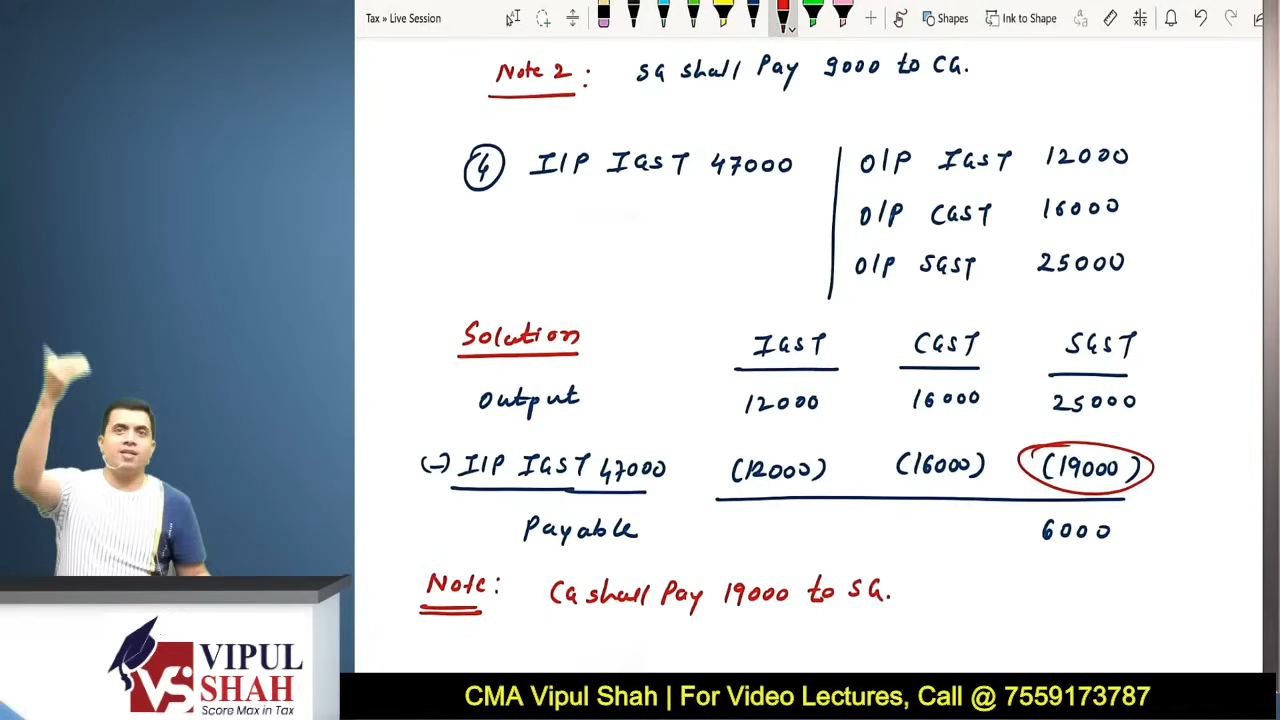 Tax » Live Session
Shapes
Ink to Shape
Note 2 : SG shall Pay 9000 to CG.
4 I/P IGST 47000 O/P IGST 12000
O/P CGST 16000
O/P SGST 25000
Solution IGST CGST SGST
Output 12000 16000 25000
(-) I/P IGST 47000 (12000) (16000) (19000)
Payable 6000
Note: CG shall Pay 19000 to SG.
VS
VIPUL
SHAH
Score Max in Tax
CMA Vipul Shah | For Video Lectures, Call @ 7559173787